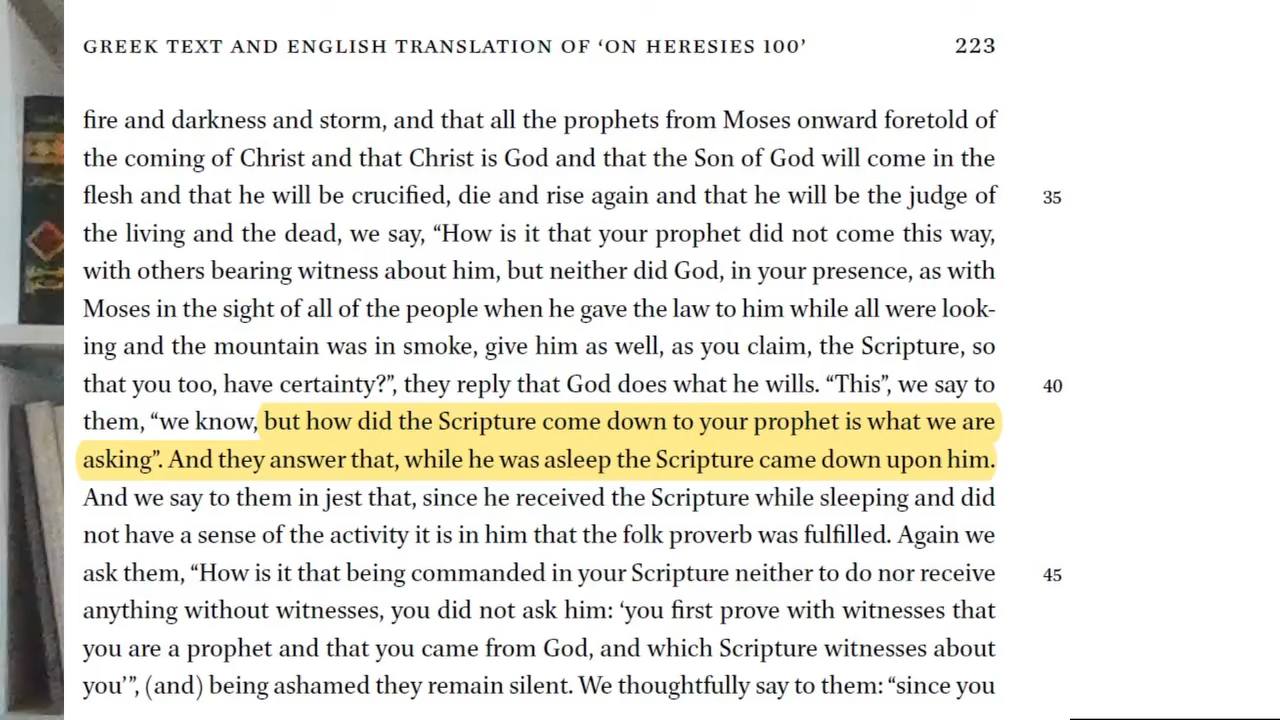 GREEK TEXT AND ENGLISH TRANSLATION OF ‘ON HERESIES 100’ 223
fire and darkness and storm, and that all the prophets from Moses onward foretold of
the coming of Christ and that Christ is God and that the Son of God will come in the
flesh and that he will be crucified, die and rise again and that he will be the judge of 35
the living and the dead, we say, “How is it that your prophet did not come this way,
with others bearing witness about him, but neither did God, in your presence, as with
Moses in the sight of all of the people when he gave the law to him while all were look-
ing and the mountain was in smoke, give him as well, as you claim, the Scripture, so
that you too, have certainty?”, they reply that God does what he wills. “This”, we say to 40
them, “we know, but how did the Scripture come down to your prophet is what we are
asking”. And they answer that, while he was asleep the Scripture came down upon him.
And we say to them in jest that, since he received the Scripture while sleeping and did
not have a sense of the activity it is in him that the folk proverb was fulfilled. Again we
ask them, “How is it that being commanded in your Scripture neither to do nor receive 45
anything without witnesses, you did not ask him: ‘you first prove with witnesses that
you are a prophet and that you came from God, and which Scripture witnesses about
you’”, (and) being ashamed they remain silent. We thoughtfully say to them: “since you